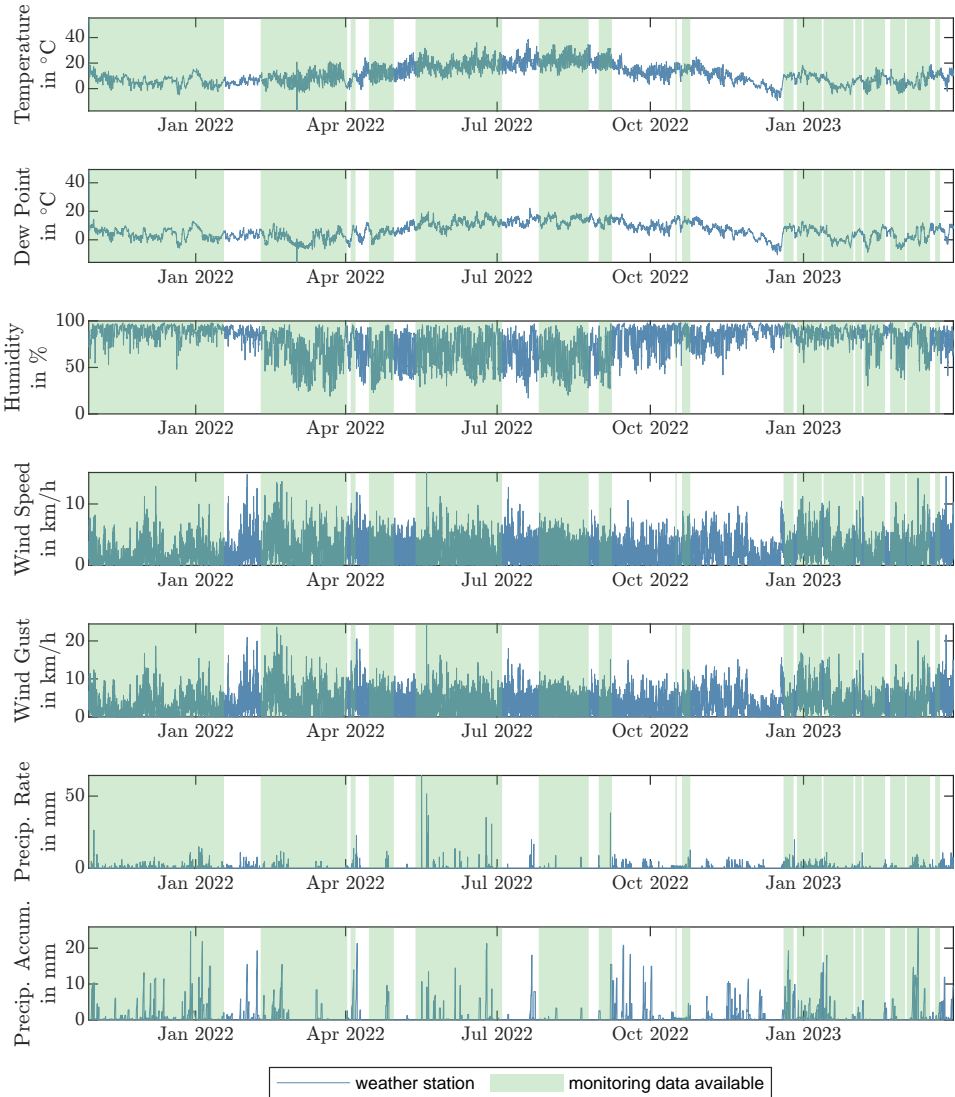 Temperature
in °C
40
20
0
Jan 2022 Apr 2022 Jul 2022 Oct 2022 Jan 2023
Dew Point
in °C
40
20
0
Jan 2022 Apr 2022 Jul 2022 Oct 2022 Jan 2023
Humidity
in %
100
50
0
Jan 2022 Apr 2022 Jul 2022 Oct 2022 Jan 2023
Wind Speed
in km/h
10
0
Jan 2022 Apr 2022 Jul 2022 Oct 2022 Jan 2023
Wind Gust
in km/h
20
10
0
Jan 2022 Apr 2022 Jul 2022 Oct 2022 Jan 2023
Precip. Rate
in mm
50
0
Jan 2022 Apr 2022 Jul 2022 Oct 2022 Jan 2023
Precip. Accum.
in mm
20
10
0
Jan 2022 Apr 2022 Jul 2022 Oct 2022 Jan 2023
weather station monitoring data available